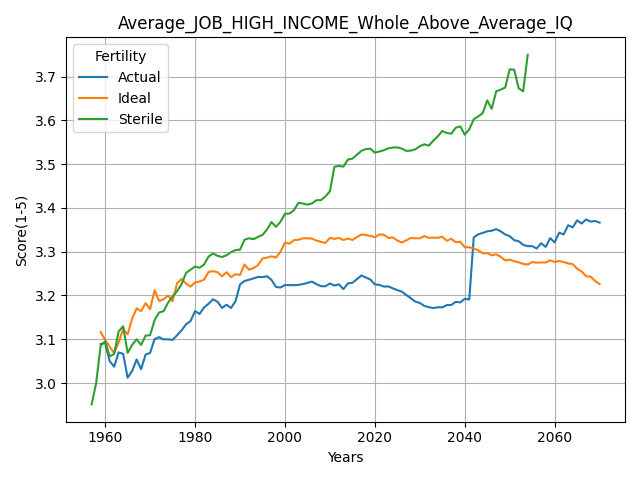 Average_JOB_HIGH_INCOME_Whole_Above_Average_IQ
Fertility
Actual
Ideal
Sterile
Score(1-5)
3.7
3.6
3.5
3.4
3.3
3.2
3.1
3.0
1960 1980 2000 2020 2040 2060
Years